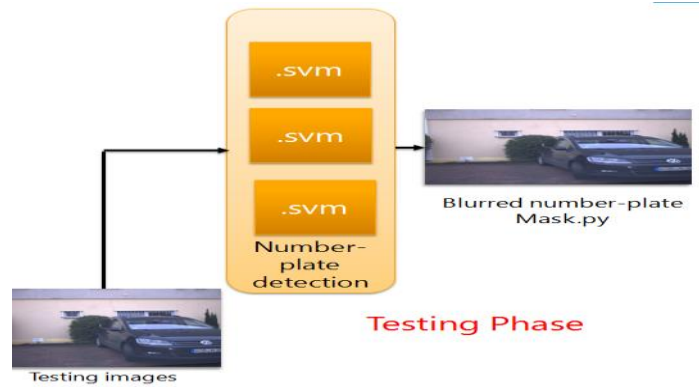 .svm
.svm
.svm
Number-
plate
detection
Blurred number-plate
Mask.py
Testing Phase
Testing images